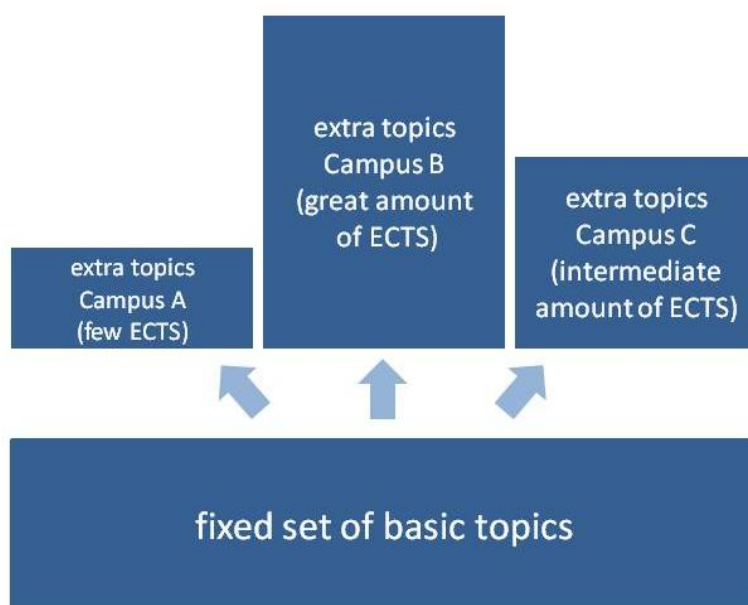 extra topics
Campus B
(great amount
of ECTS)
extra topics
Campus C
(intermediate
amount of ECTS)
extra topics
Campus A
(few ECTS)
fixed set of basic topics